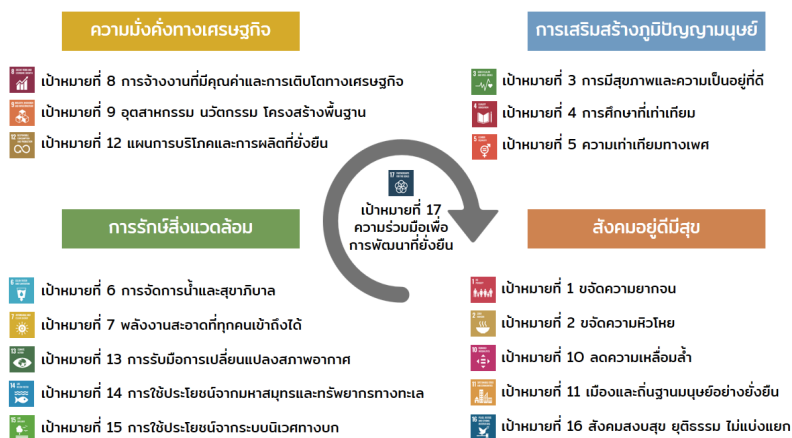 ความมั่งคั่งทางเศรษฐกิจ
8
เป้าหมายที่ 8 การจ้างงานที่มีคุณค่าและการเติบโตทางเศรษฐกิจ
9
เป้าหมายที่ 9 อุตสาหกรรม นวัตกรรม โครงสร้างพื้นฐาน
12
เป้าหมายที่ 12 แผนการบริโภคและการผลิตที่ยั่งยืน
การเสริมสร้างภูมิปัญญามนุษย์
3
เป้าหมายที่ 3 การมีสุขภาพและความเป็นอยู่ที่ดี
4
เป้าหมายที่ 4 การศึกษาที่เท่าเทียม
5
เป้าหมายที่ 5 ความเท่าเทียมทางเพศ
17
เป้าหมายที่ 17
ความร่วมมือเพื่อ
การพัฒนาที่ยั่งยืน
การรักษ์สิ่งแวดล้อม
6
เป้าหมายที่ 6 การจัดการน้ำและสุขาภิบาล
7
เป้าหมายที่ 7 พลังงานสะอาดที่ทุกคนเข้าถึงได้
13
เป้าหมายที่ 13 การรับมือการเปลี่ยนแปลงสภาพอากาศ
14
เป้าหมายที่ 14 การใช้ประโยชน์จากมหาสมุทรและทรัพยากรทางทะเล
15
เป้าหมายที่ 15 การใช้ประโยชน์จากระบบนิเวศทางบก
สังคมอยู่ดีมีสุข
1
เป้าหมายที่ 1 ขจัดความยากจน
2
เป้าหมายที่ 2 ขจัดความหิวโหย
10
เป้าหมายที่ 10 ลดความเหลื่อมล้ำ
11
เป้าหมายที่ 11 เมืองและถิ่นฐานมนุษย์อย่างยั่งยืน
16
เป้าหมายที่ 16 สังคมสงบสุข ยุติธรรม ไม่แบ่งแยก